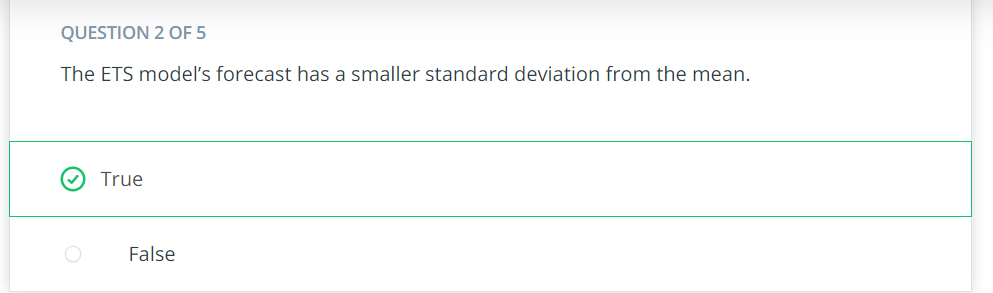 QUESTION 2 OF 5
The ETS model’s forecast has a smaller standard deviation from the mean.
True
False